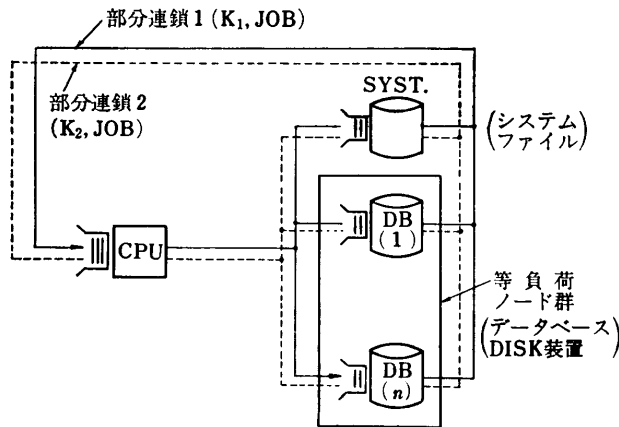 部分連鎖1(K₁, JOB)
部分連鎖2
(K₂, JOB)
SYST.
(システム
ファイル)
CPU
DB
(1)
等負荷
ノード群
(データベース
DISK装置)
DB
(n)